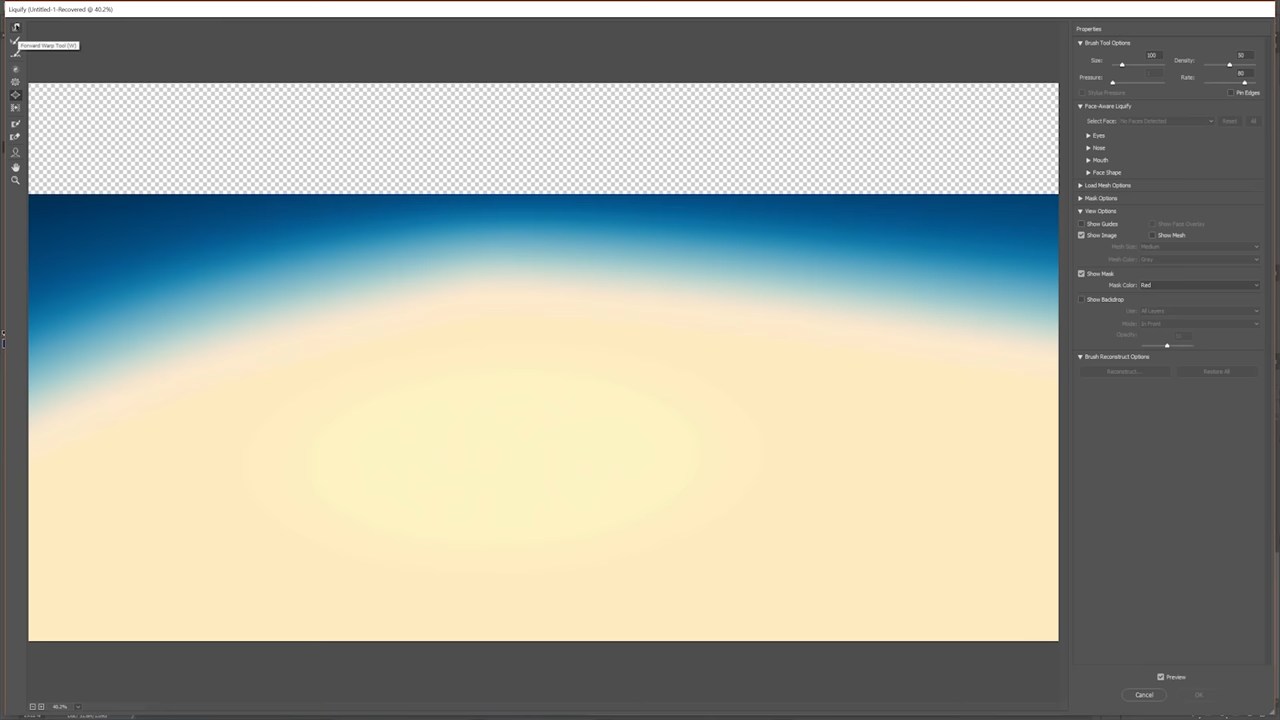 Liquify (Untitled-1-Recovered @ 40.2%)
Forward Warp Tool (W)
Properties
Brush Tool Options
Size: 100 Density: 50
Pressure: Rate: 80
Stylus Pressure Pin Edges
Face-Aware Liquify
Select Face: No Faces Detected Reset All
Eyes
Nose
Mouth
Face Shape
Load Mesh Options
Mask Options
View Options
Show Guides Show Face Overlay
Show Image Show Mesh
Mesh Size: Medium
Mesh Color: Gray
Show Mask
Mask Color: Red
Show Backdrop
Use: All Layers
Mode: In Front
Opacity:
Brush Reconstruct Options
Reconstruct... Restore All
Preview
Cancel OK
40.2%